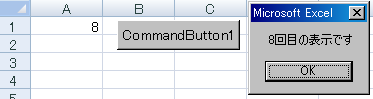 A B C
1 8 CommandButton1
2
3
4
5
Microsoft Excel
8回目の表示です
OK